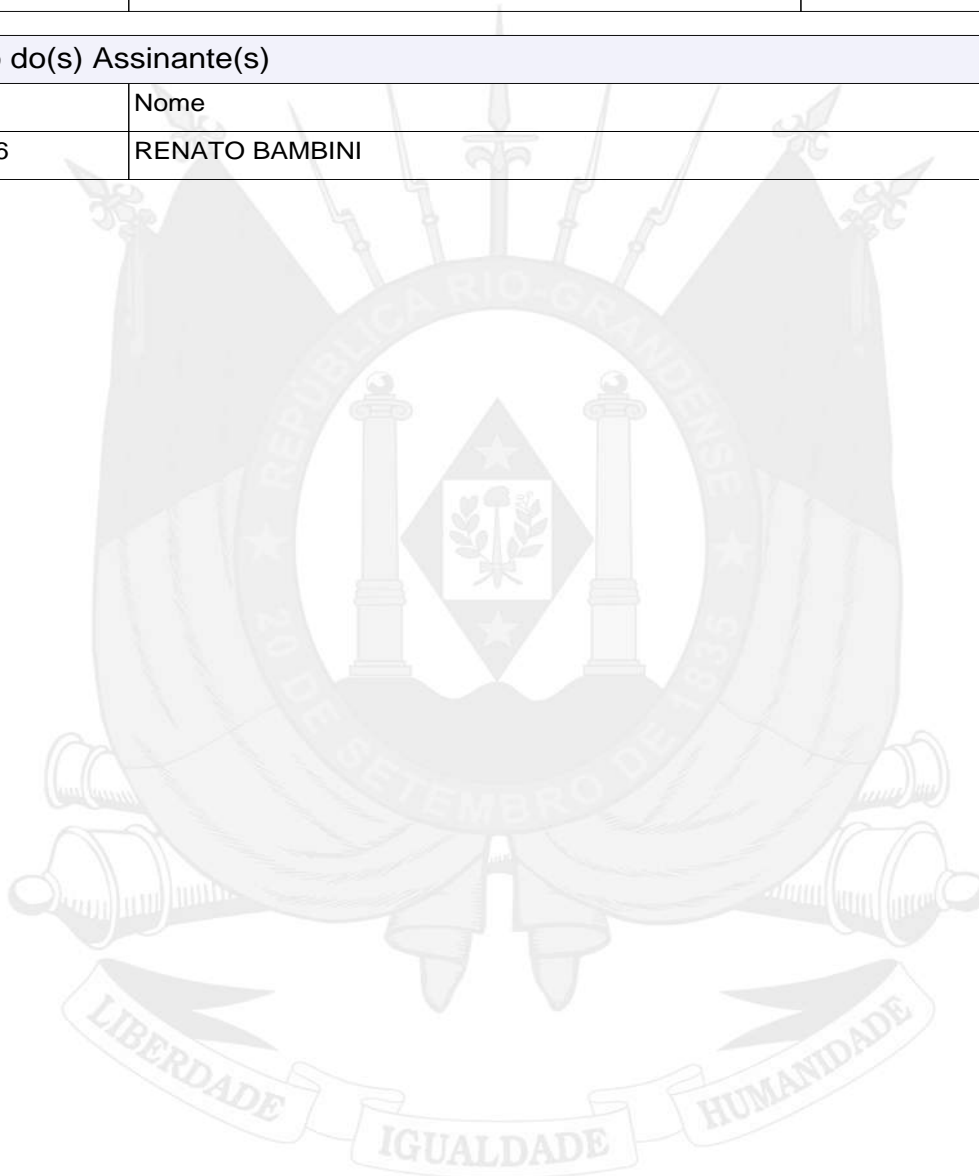 do(s) Assinante(s)
Nome
6
RENATO BAMBINI
REPÚBLICA RIO-GRANDENSE
20 DE SETEMBRO DE 1835
LIBERDADE
IGUALDADE
HUMANIDADE